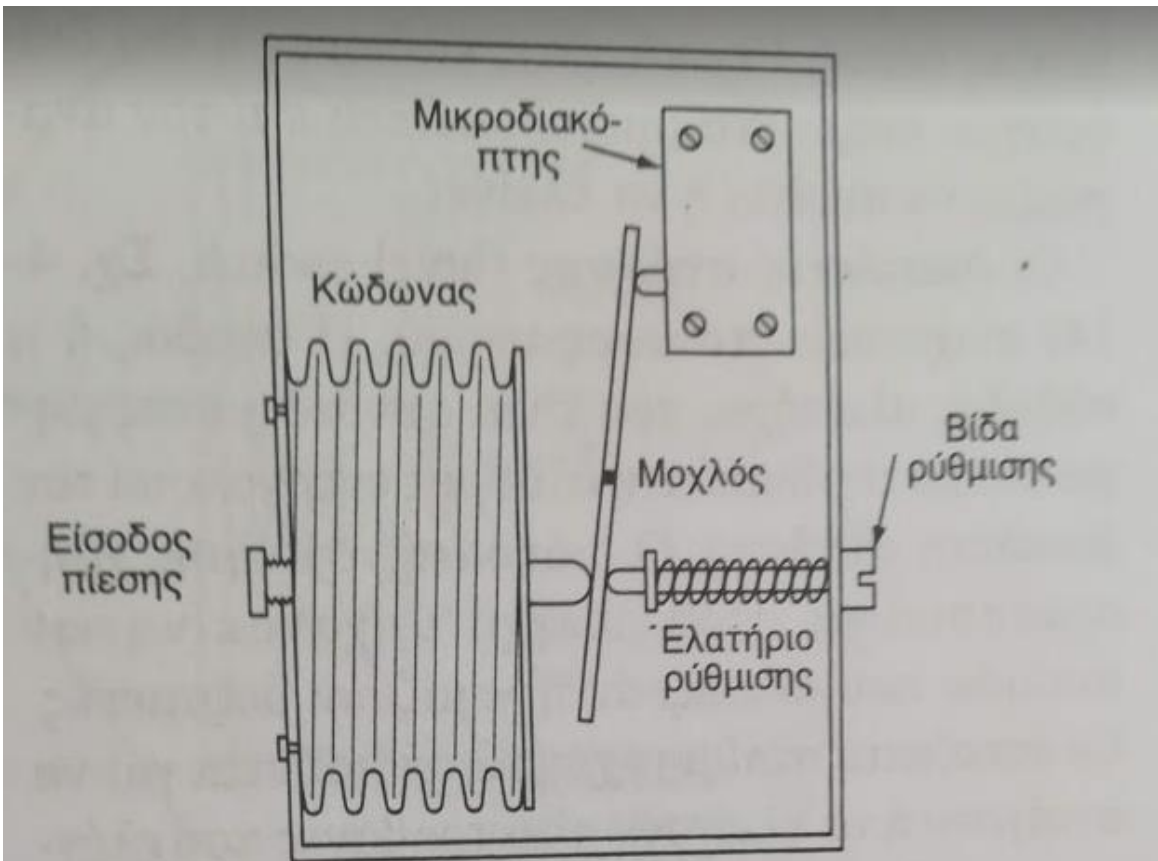 Μικροδιακό-
πτης
Κώδωνας
Μοχλός
Βίδα
ρύθμισης
Είσοδος
πίεσης
Ελατήριο
ρύθμισης